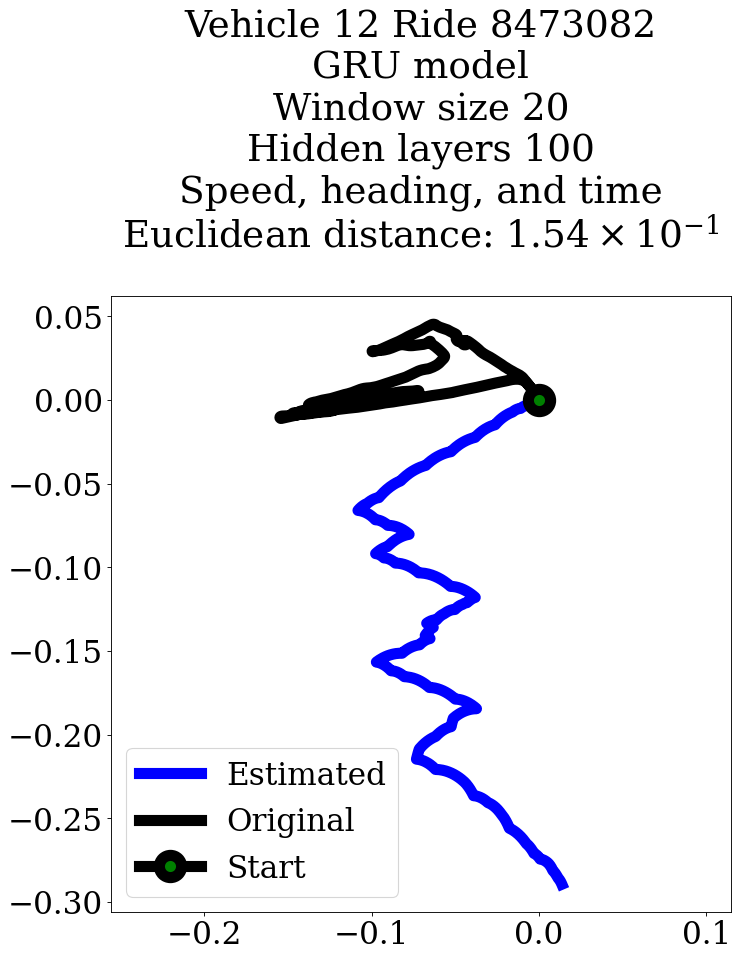 Vehicle 12 Ride 8473082
GRU model
Window size 20
Hidden layers 100
Speed, heading, and time
Euclidean distance: 1.54 × 10⁻¹
0.05
0.00
−0.05
−0.10
−0.15
−0.20
−0.25
−0.30
Estimated
Original
Start
−0.2
−0.1
0.0
0.1